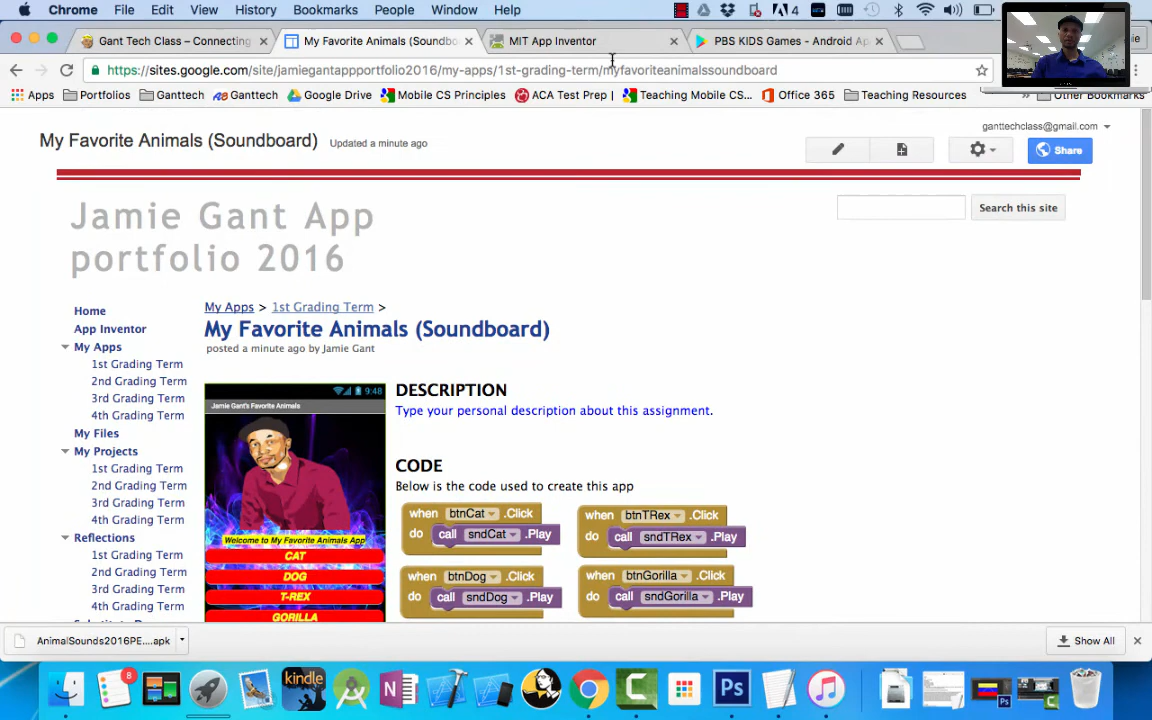 Chrome File Edit View History Bookmarks People Window Help 4
Gant Tech Class – Connecting × My Favorite Animals (Soundbo × MIT App Inventor × PBS KIDS Games - Android Ap ×
https://sites.google.com/site/jamiegantappportfolio2016/my-apps/1st-grading-term/myfavoriteanimalssoundboard
Apps Portfolios Ganttech Ganttech Google Drive Mobile CS Principles ACA Test Prep | Teaching Mobile CS... Office 365 Teaching Resources » Other Bookmarks
ganttechclass@gmail.com
My Favorite Animals (Soundboard) Updated a minute ago
Share
Jamie Gant App
portfolio 2016
Search this site
Home
App Inventor
My Apps
1st Grading Term
2nd Grading Term
3rd Grading Term
4th Grading Term
My Files
My Projects
1st Grading Term
2nd Grading Term
3rd Grading Term
4th Grading Term
Reflections
1st Grading Term
2nd Grading Term
3rd Grading Term
4th Grading Term
My Apps > 1st Grading Term >
My Favorite Animals (Soundboard)
posted a minute ago by Jamie Gant
9:48
Jamie Gant's Favorite Animals
Welcome to My Favorite Animals App
CAT
DOG
T-REX
GORILLA
DESCRIPTION
Type your personal description about this assignment.
CODE
Below is the code used to create this app
when btnCat .Click
do call sndCat .Play
when btnTRex .Click
do call sndTRex .Play
when btnDog .Click
do call sndDog .Play
when btnGorilla .Click
do call sndGorilla .Play
AnimalSounds2016PE....apk
Show All ×
8
kindle
N
C
Ps